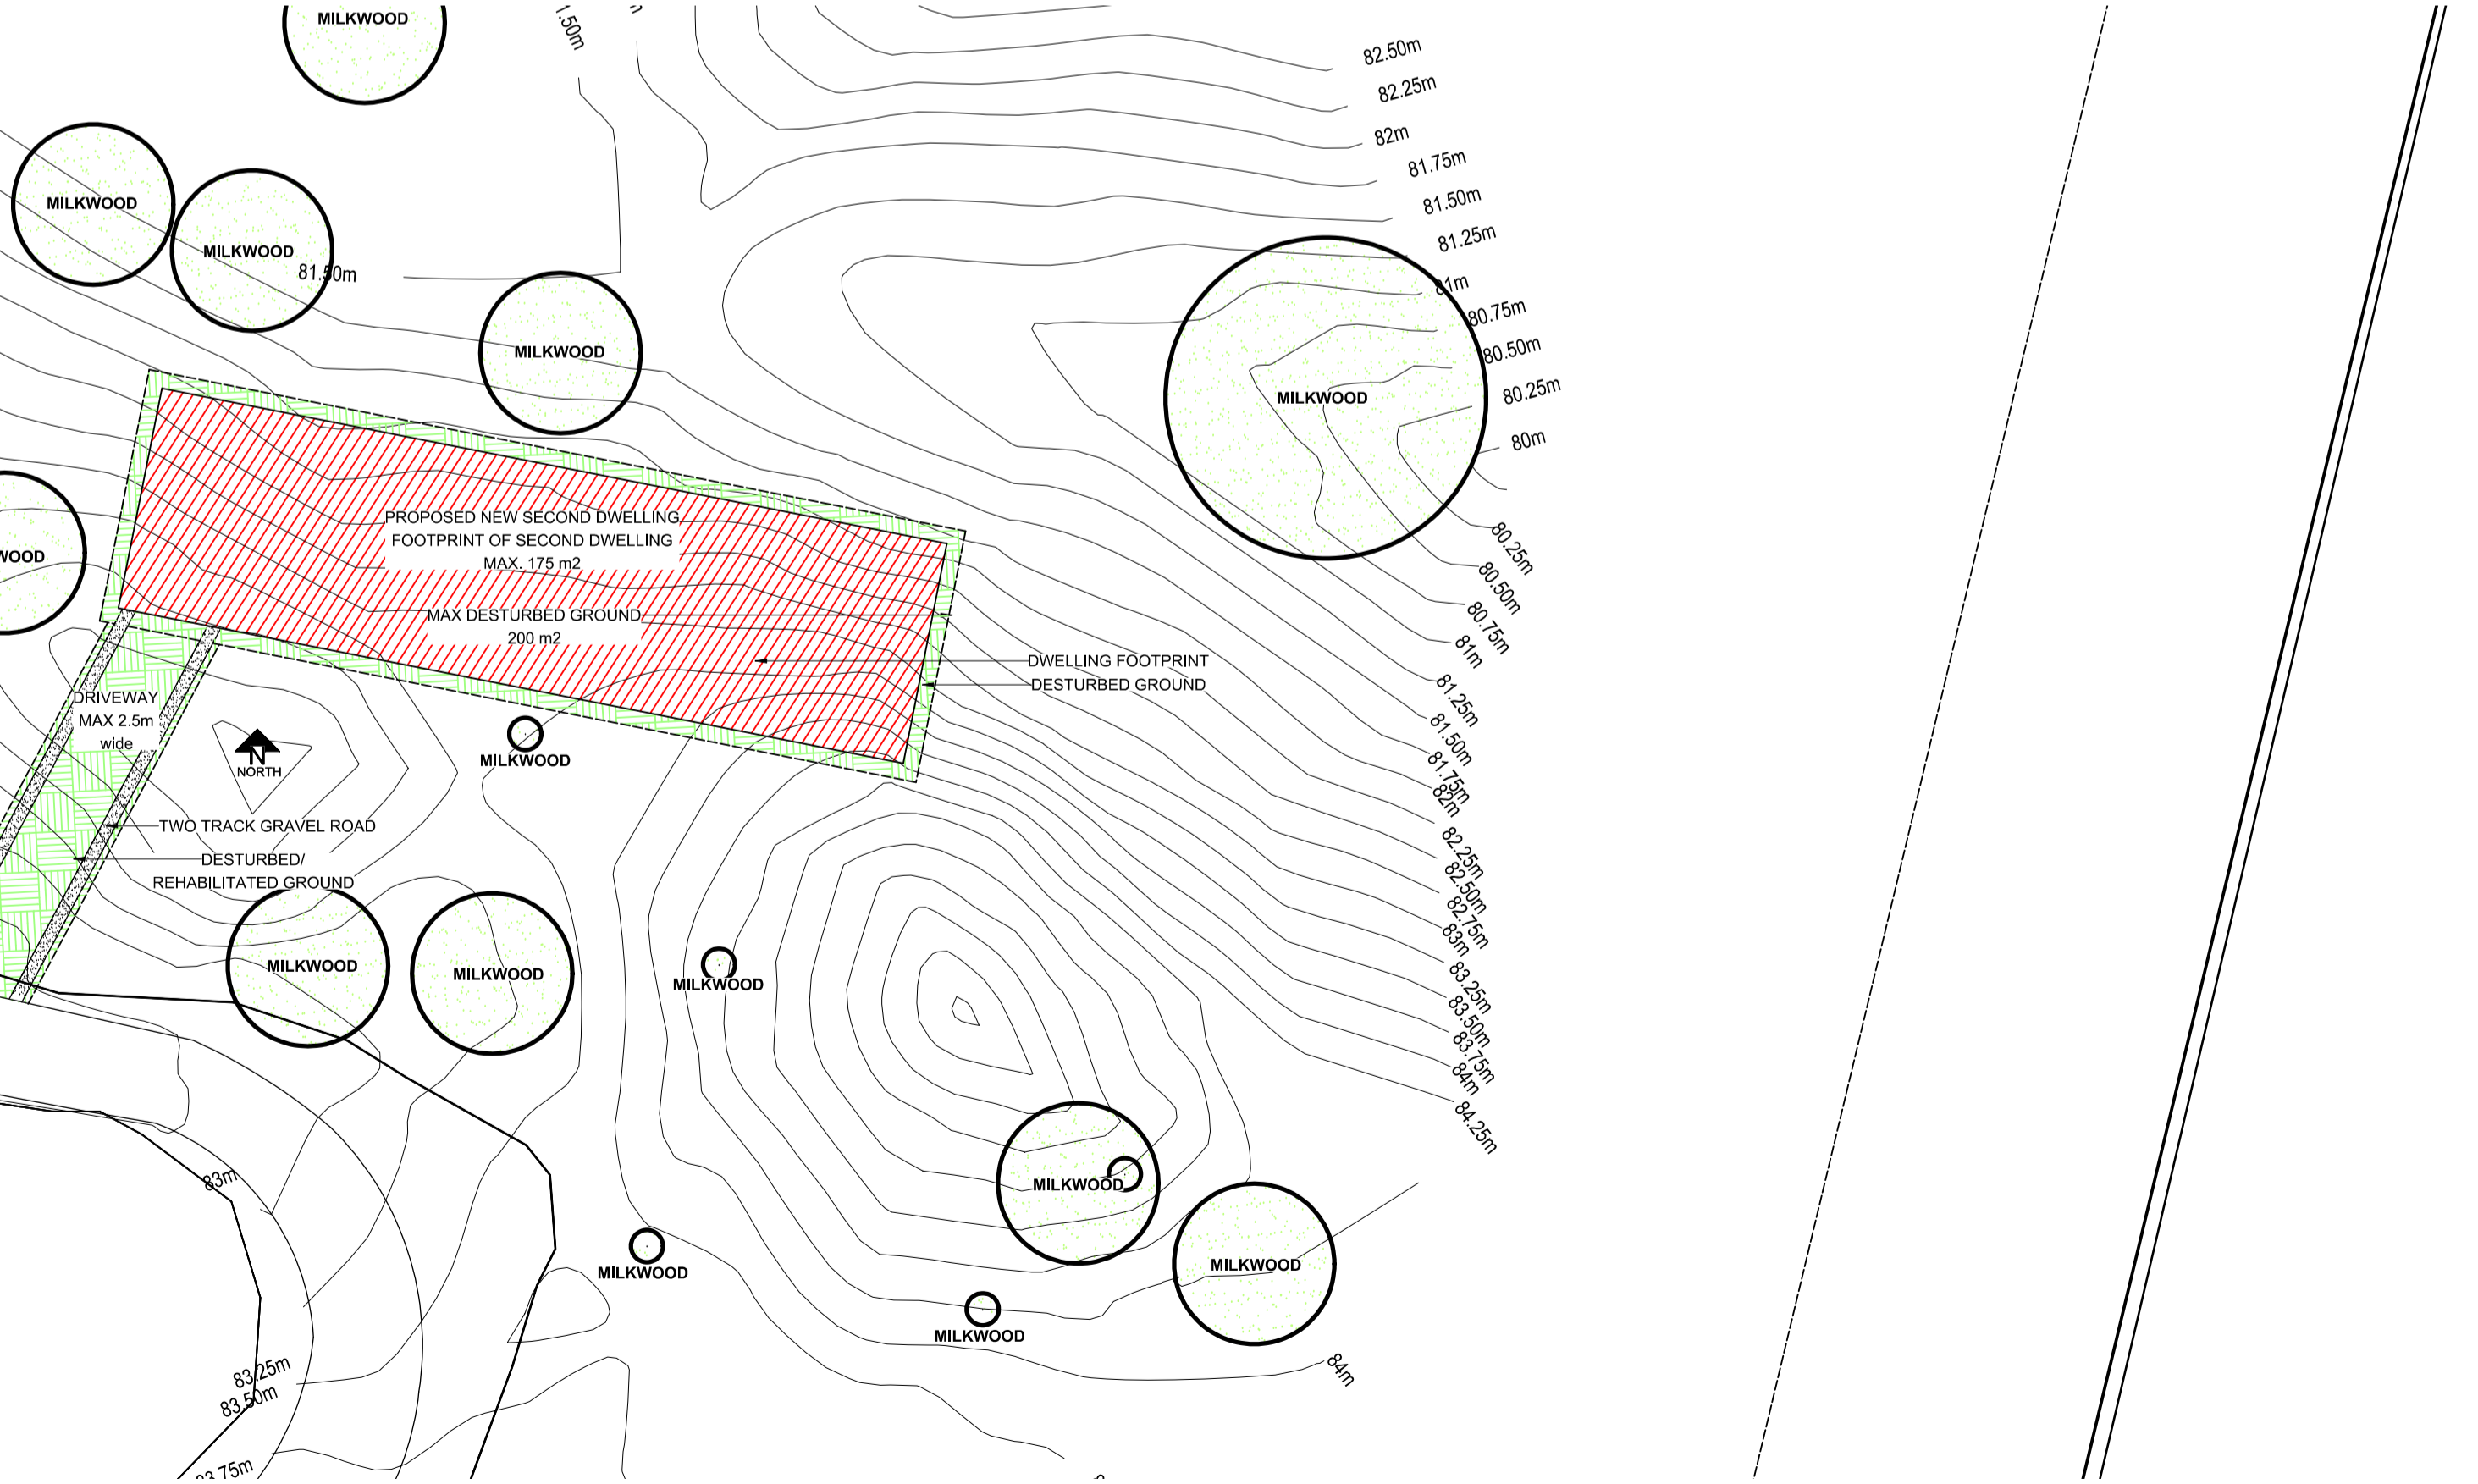 MILKWOOD
1.50m
82.50m
82.25m
82m
81.75m
81.50m
81.25m
81m
80.75m
80.50m
80.25m
80m
MILKWOOD
MILKWOOD
81.50m
MILKWOOD
MILKWOOD
WOOD
PROPOSED NEW SECOND DWELLING
FOOTPRINT OF SECOND DWELLING
MAX. 175 m2
MAX DESTURBED GROUND
200 m2
DWELLING FOOTPRINT
DESTURBED GROUND
80.25m
80.50m
80.75m
81m
81.25m
81.50m
81.75m
82m
82.25m
82.50m
82.75m
83m
83.25m
83.50m
83.75m
84m
84.25m
DRIVEWAY
MAX 2.5m
wide
N
NORTH
MILKWOOD
TWO TRACK GRAVEL ROAD
DESTURBED/
REHABILITATED GROUND
MILKWOOD
MILKWOOD
MILKWOOD
83m
MILKWOOD
MILKWOOD
MILKWOOD
MILKWOOD
83.25m
83.50m
84m
83.75m